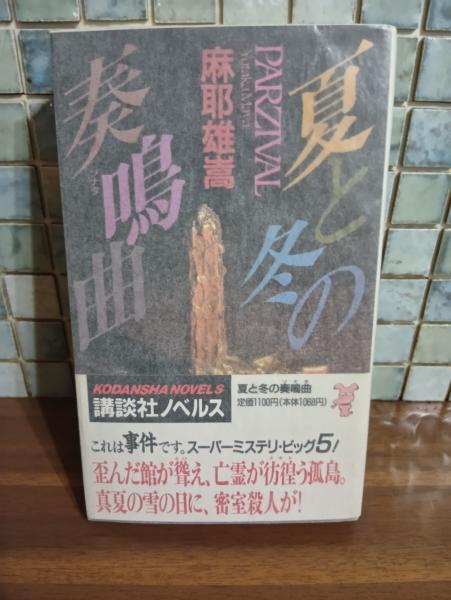 夏と冬の
奏鳴曲
ソナタ
PARZIVAL
麻耶雄嵩
KODANSHA NOVELS
講談社ノベルス
夏と冬の奏鳴曲
定価1100円(本体1068円)
これは事件です。スーパーミステリ・ビッグ5!
歪んだ館が聳え、亡霊が彷徨う孤島。
真夏の雪の日に、密室殺人が!